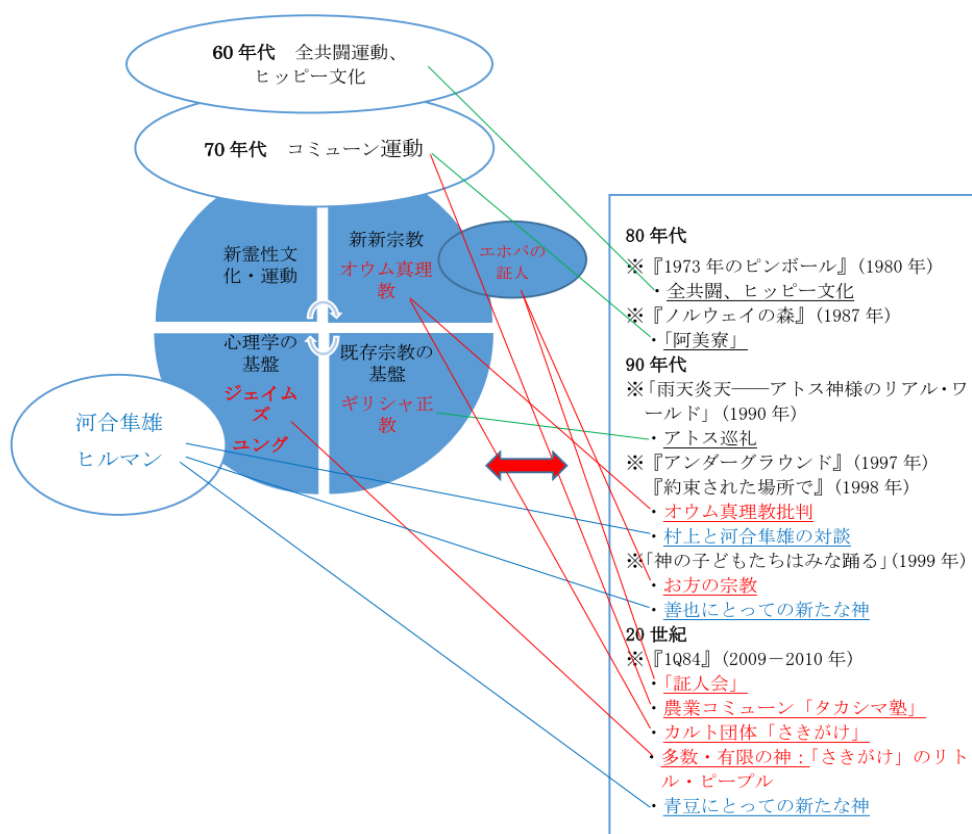 60 年代　全共闘運動、
ヒッピー文化
70 年代　コミューン運動
新霊性文
化・運動
新新宗教
オウム真理
教
エホバの
証人
心理学の
基盤
ジェイム
ズ
ユング
既存宗教の
基盤
ギリシャ正
教
河合隼雄
ヒルマン
80 年代
※『1973 年のピンボール』(1980 年)
・全共闘、ヒッピー文化
※『ノルウェイの森』(1987 年)
・「阿美寮」
90 年代
※「雨天炎天――アトス神様のリアル・ワ
ールド」(1990 年)
・アトス巡礼
※『アンダーグラウンド』(1997 年)
『約束された場所で』(1998 年)
・オウム真理教批判
・村上と河合隼雄の対談
※「神の子どもたちはみな踊る」(1999 年)
・お方の宗教
・善也にとっての新たな神
20 世紀
※『1Q84』(2009－2010 年)
・「証人会」
・農業コミューン「タカシマ塾」
・カルト団体「さきがけ」
・多数・有限の神：「さきがけ」のリト
ル・ピープル
・青豆にとっての新たな神